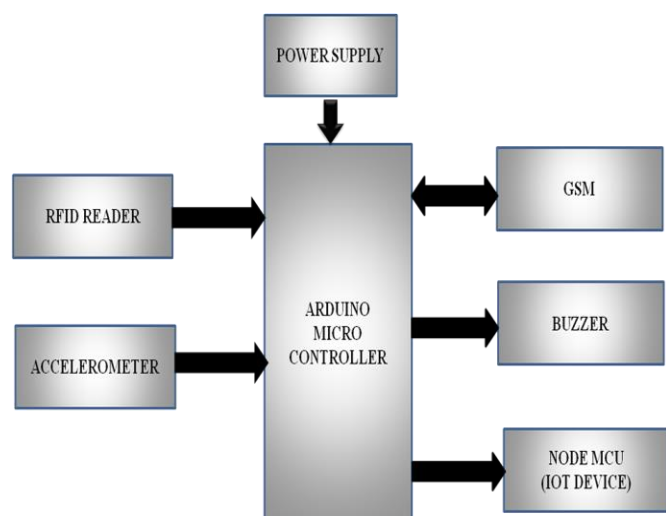 POWER SUPPLY
RFID READER
GSM
ARDUINO
MICRO
CONTROLLER
BUZZER
ACCELEROMETER
NODE MCU
(IOT DEVICE)